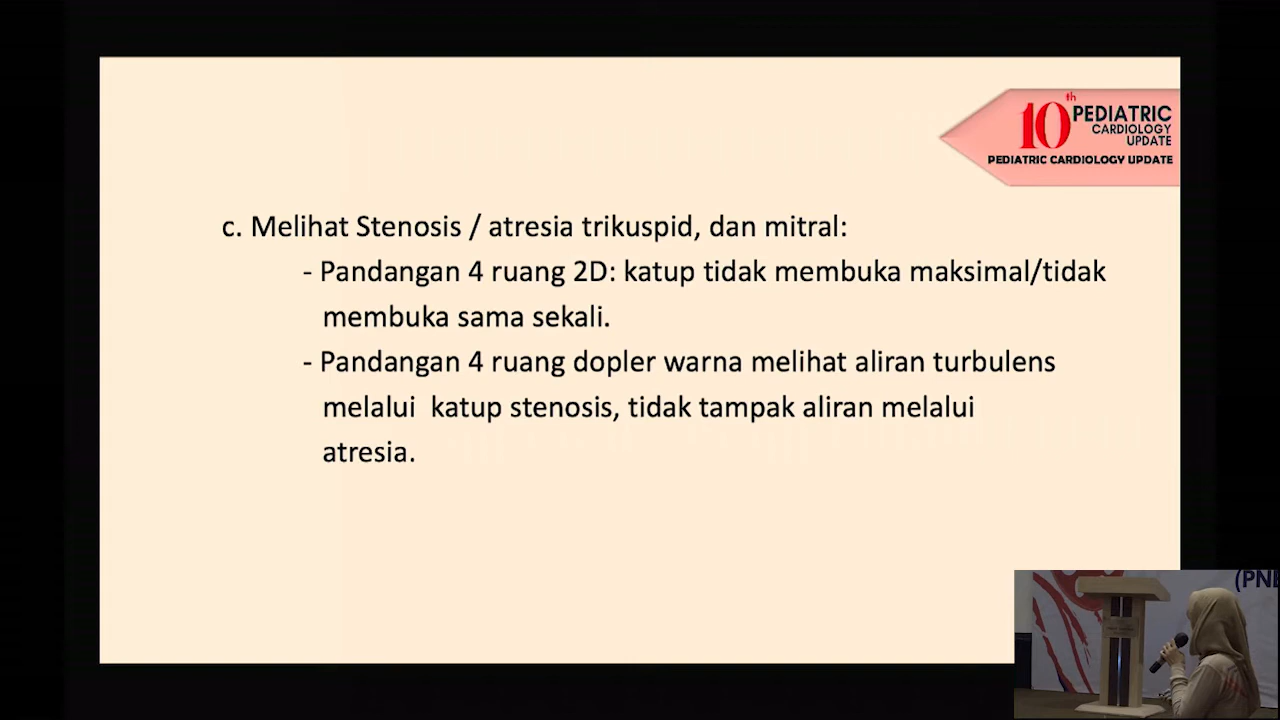 10th PEDIATRIC
CARDIOLOGY
UPDATE
PEDIATRIC CARDIOLOGY UPDATE
c. Melihat Stenosis / atresia trikuspid, dan mitral:
- Pandangan 4 ruang 2D: katup tidak membuka maksimal/tidak
membuka sama sekali.
- Pandangan 4 ruang dopler warna melihat aliran turbulens
melalui katup stenosis, tidak tampak aliran melalui
atresia.